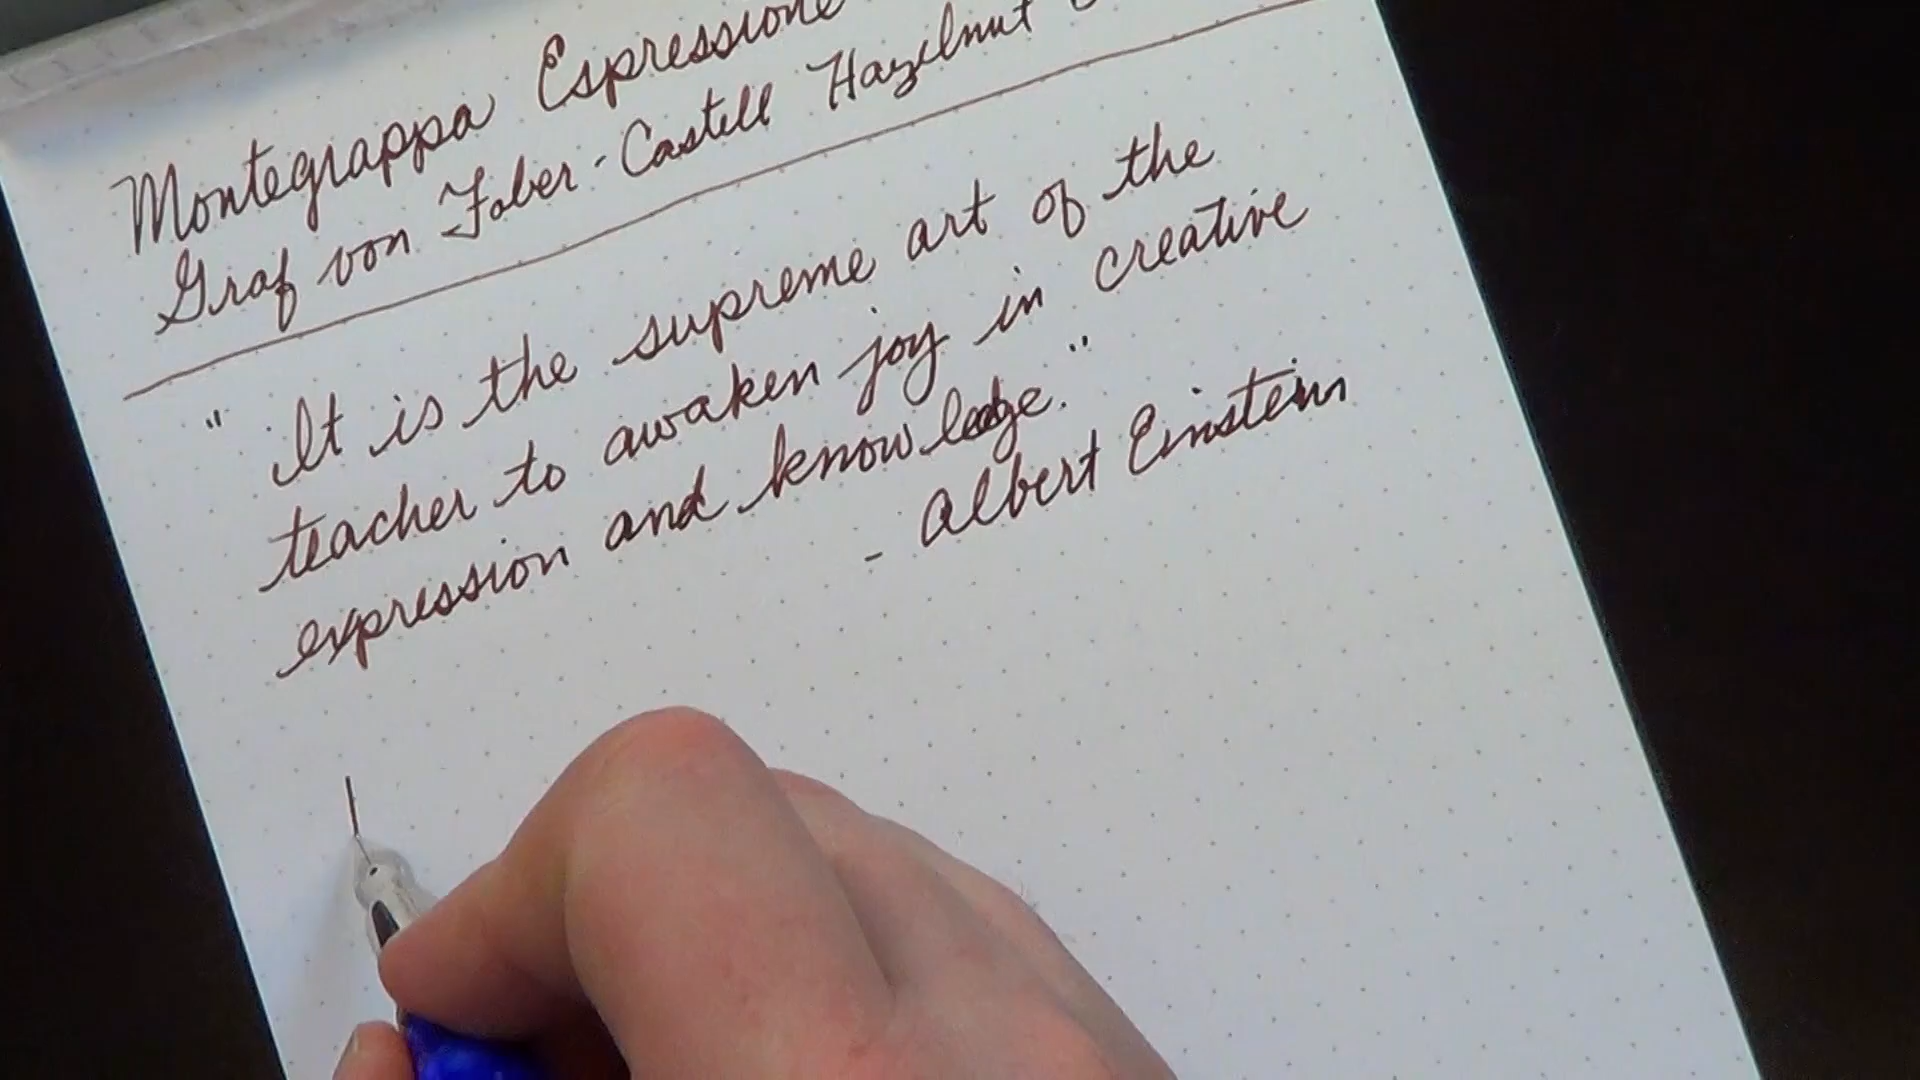 Montegrappa Espressione
Graf von Faber-Castell Hazelnut
" It is the supreme art of the
teacher to awaken joy in creative
expression and knowledge."
- Albert Einstein